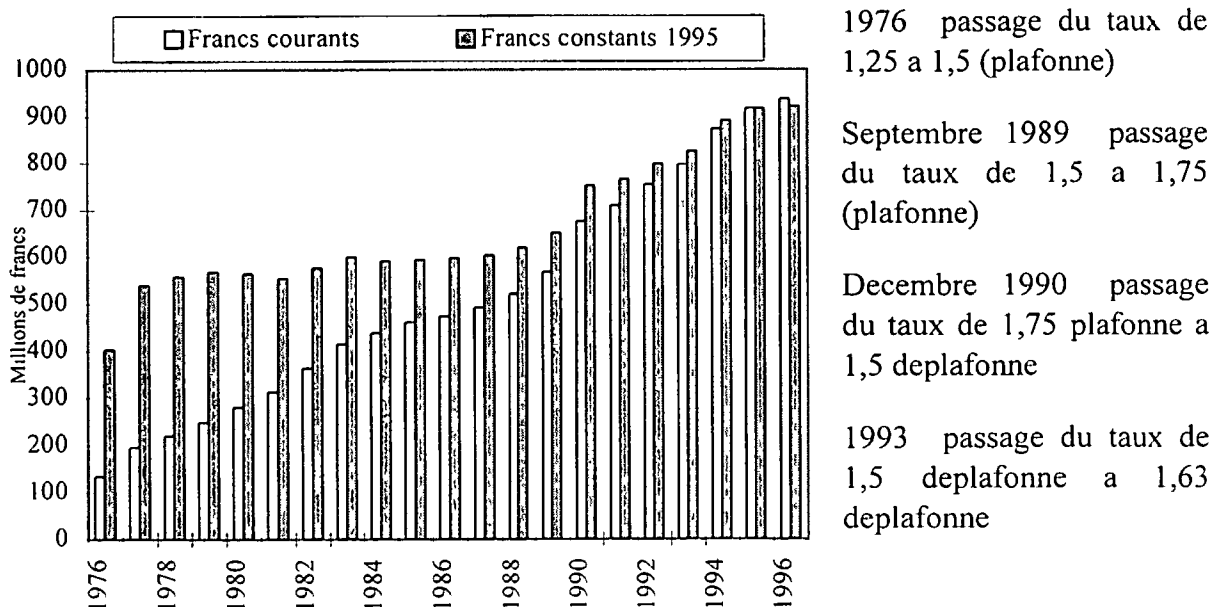 Francs courants
Francs constants 1995
Millions de francs
1000
900
800
700
600
500
400
300
200
100
0
1976
1978
1980
1982
1984
1986
1988
1990
1992
1994
1996
1976 passage du taux de
1,25 a 1,5 (plafonne)
Septembre 1989 passage
du taux de 1,5 a 1,75
(plafonne)
Decembre 1990 passage
du taux de 1,75 plafonne a
1,5 deplafonne
1993 passage du taux de
1,5 deplafonne a 1,63
deplafonne